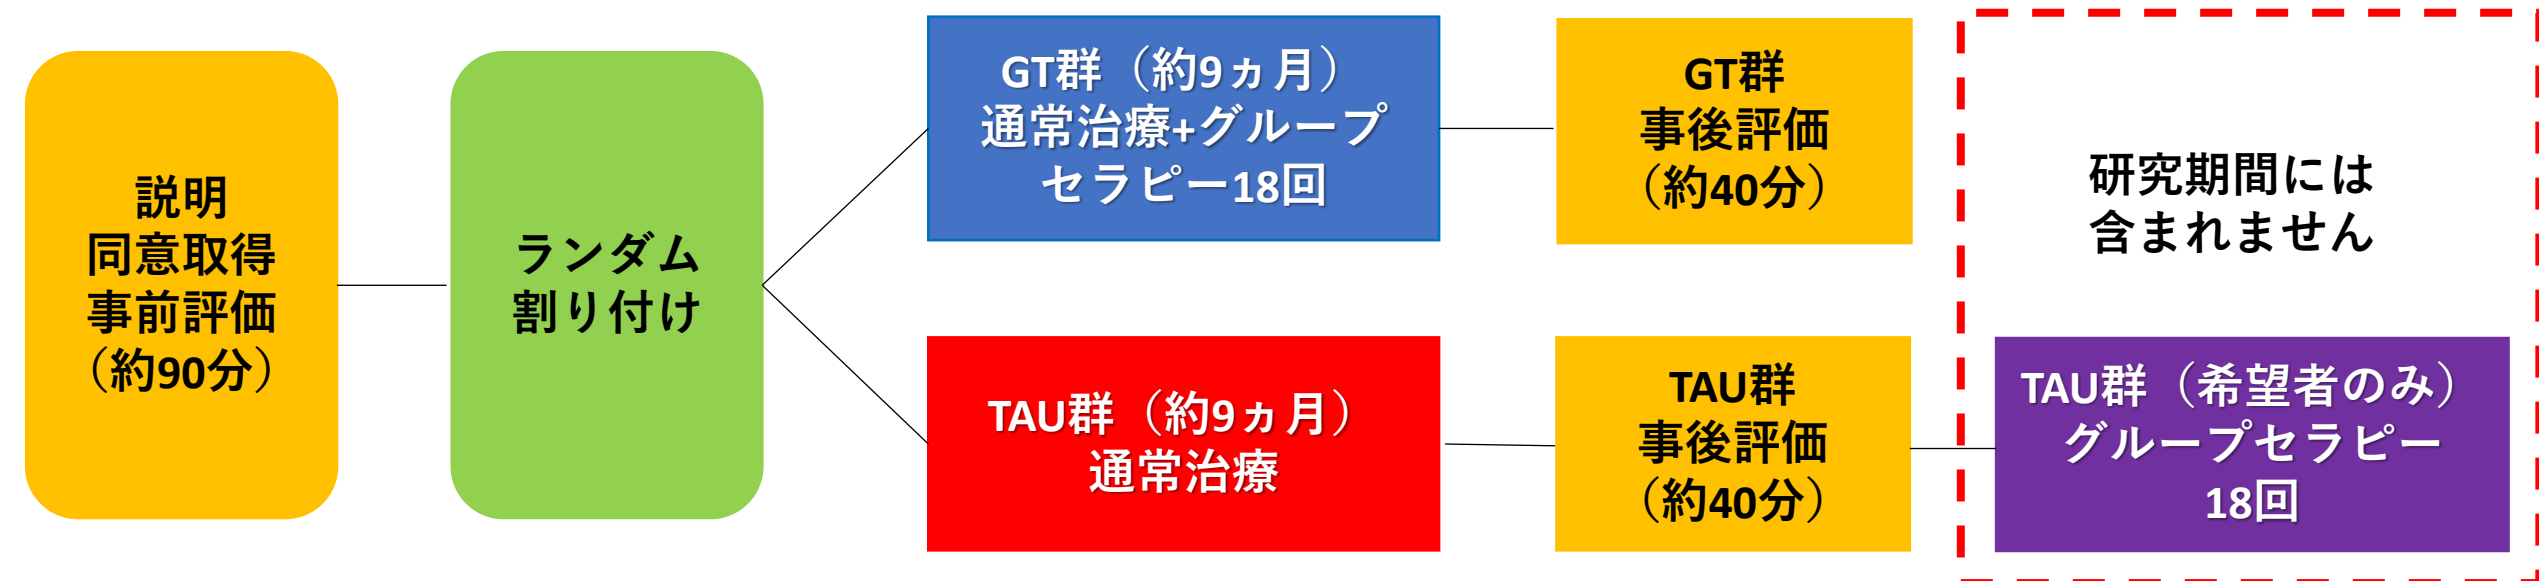 説明
同意取得
事前評価
（約90分）
ランダム
割り付け
GT群（約9ヵ月）
通常治療+グループ
セラピー18回
GT群
事後評価
（約40分）
研究期間には
含まれません
TAU群（約9ヵ月）
通常治療
TAU群
事後評価
（約40分）
TAU群（希望者のみ）
グループセラピー
18回